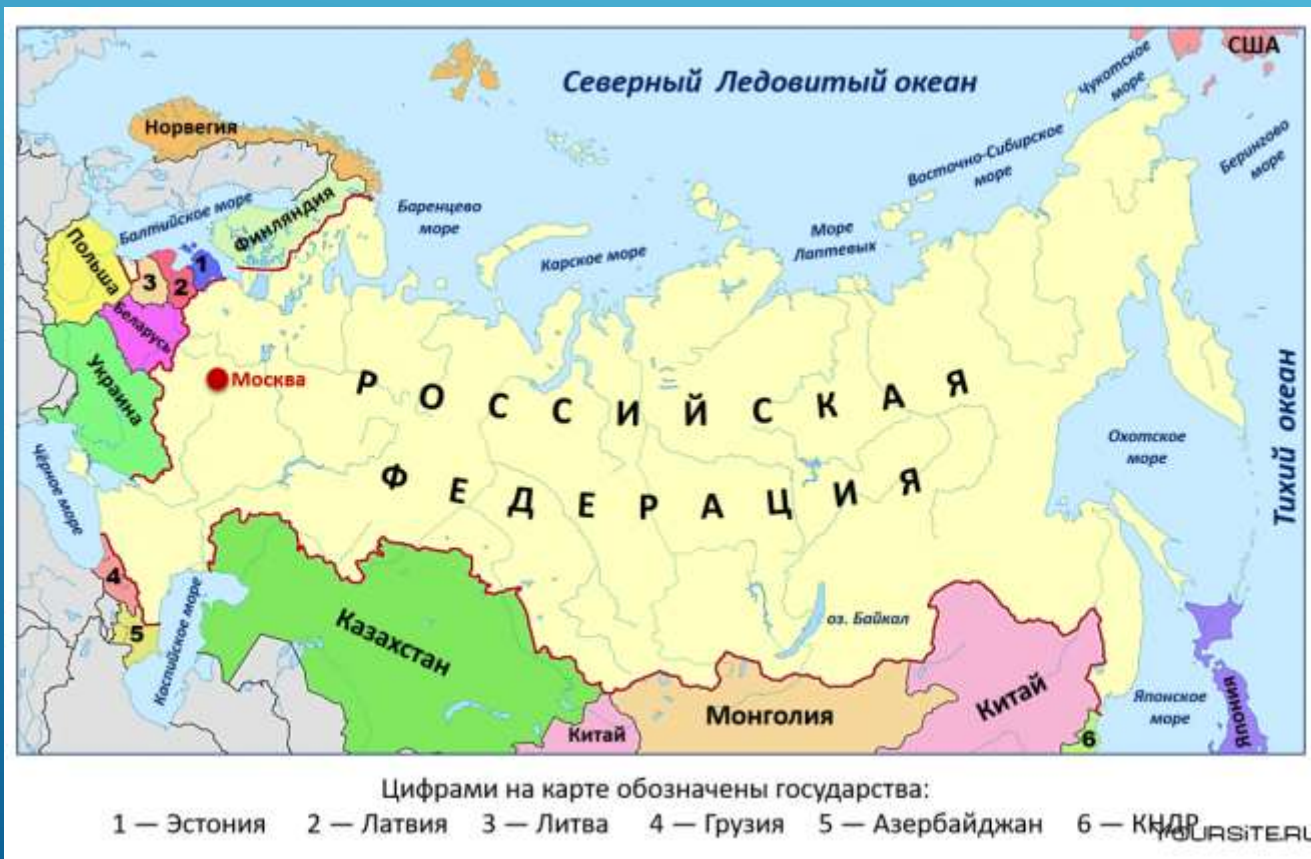 США
Северный Ледовитый океан
Чукотское
море
Норвегия
Берингово
море
Восточно-Сибирское
море
Баренцево
море
Финляндия
Балтийское море
Море
Лаптевых
Карское море
Польша
1
2
3
Беларусь
Украина
Москва
РОССИЙСКАЯ
ФЕДЕРАЦИЯ
Охотское
море
Тихий океан
Чёрное море
4
5
Каспийское море
Казахстан
оз. Байкал
Китай
Монголия
Китай
6
Японское
море
Япония
Цифрами на карте обозначены государства:
1 — Эстония 2 — Латвия 3 — Литва 4 — Грузия 5 — Азербайджан 6 — КНДР
YOURSiTE.RU